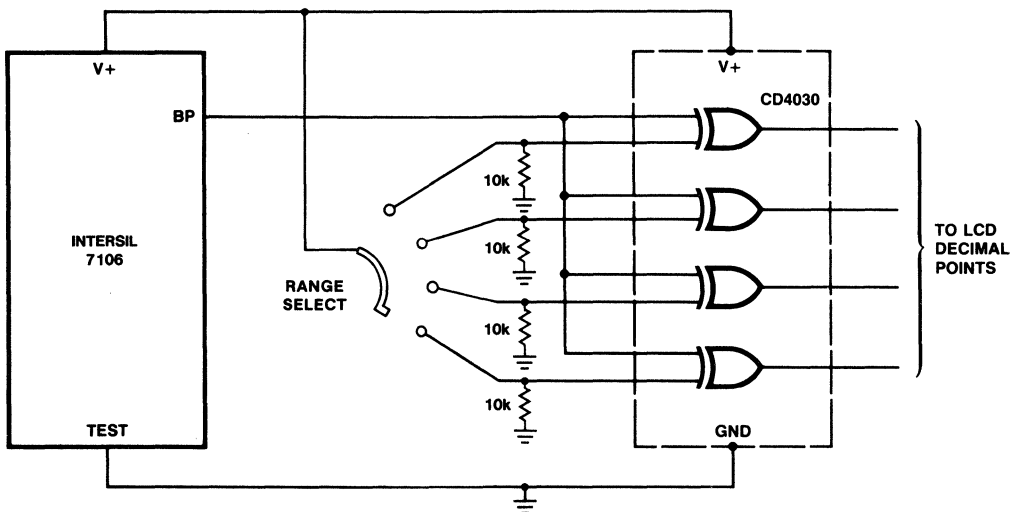 V+
V+
CD4030
BP
10k
INTERSIL
7106
10k
TO LCD
DECIMAL
POINTS
RANGE
SELECT
10k
10k
TEST
GND